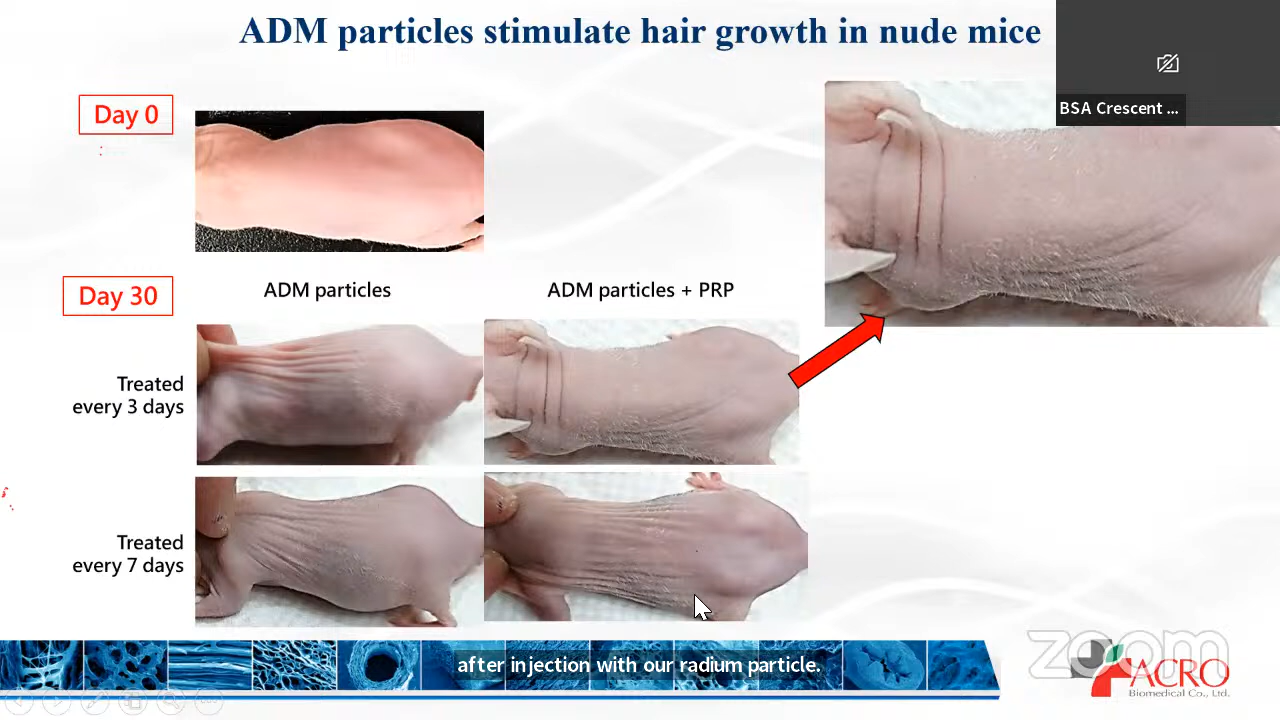 ADM particles stimulate hair growth in nude mice
BSA Crescent ...
Day 0
Day 30
ADM particles
ADM particles + PRP
Treated
every 3 days
Treated
every 7 days
after injection with our radium particle.
zoom
ACRO
Biomedical Co., Ltd.